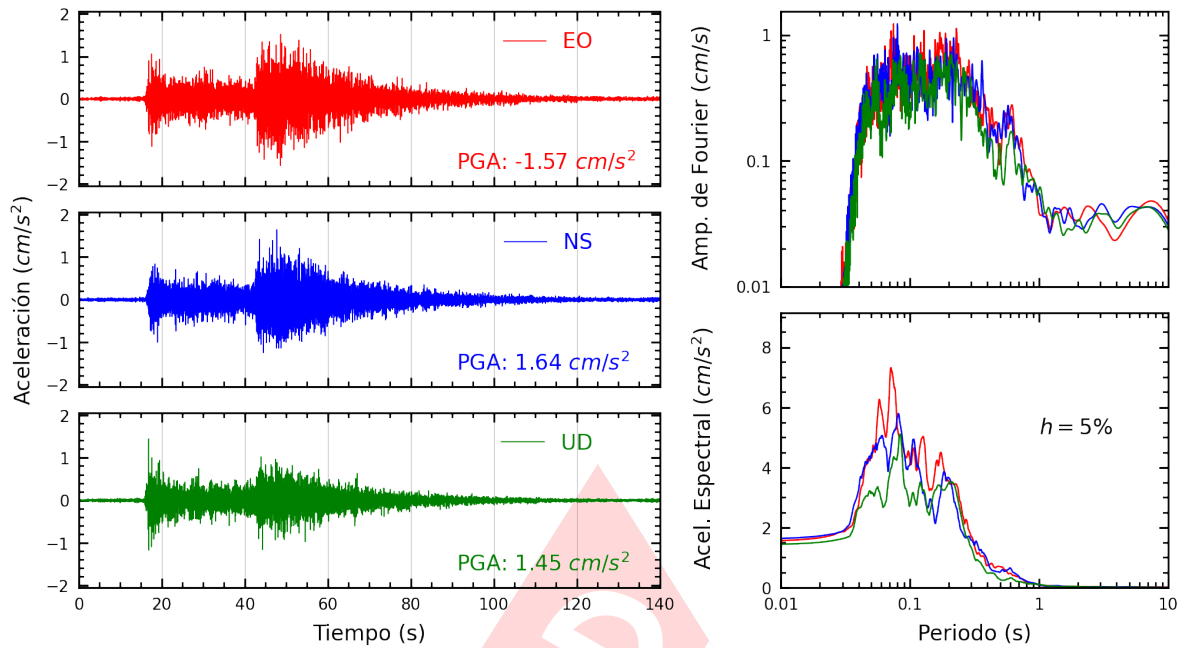 Aceleración (cm/s²)
2
1
0
−1
−2
EO
PGA: -1.57 cm/s²
2
1
0
−1
−2
NS
PGA: 1.64 cm/s²
2
1
0
−1
−2
UD
PGA: 1.45 cm/s²
0 20 40 60 80 100 120 140
Tiempo (s)
Amp. de Fourier (cm/s)
1
0.1
0.01
Acel. Espectral (cm/s²)
8
6
4
2
0
h = 5%
0.01 0.1 1 10
Periodo (s)